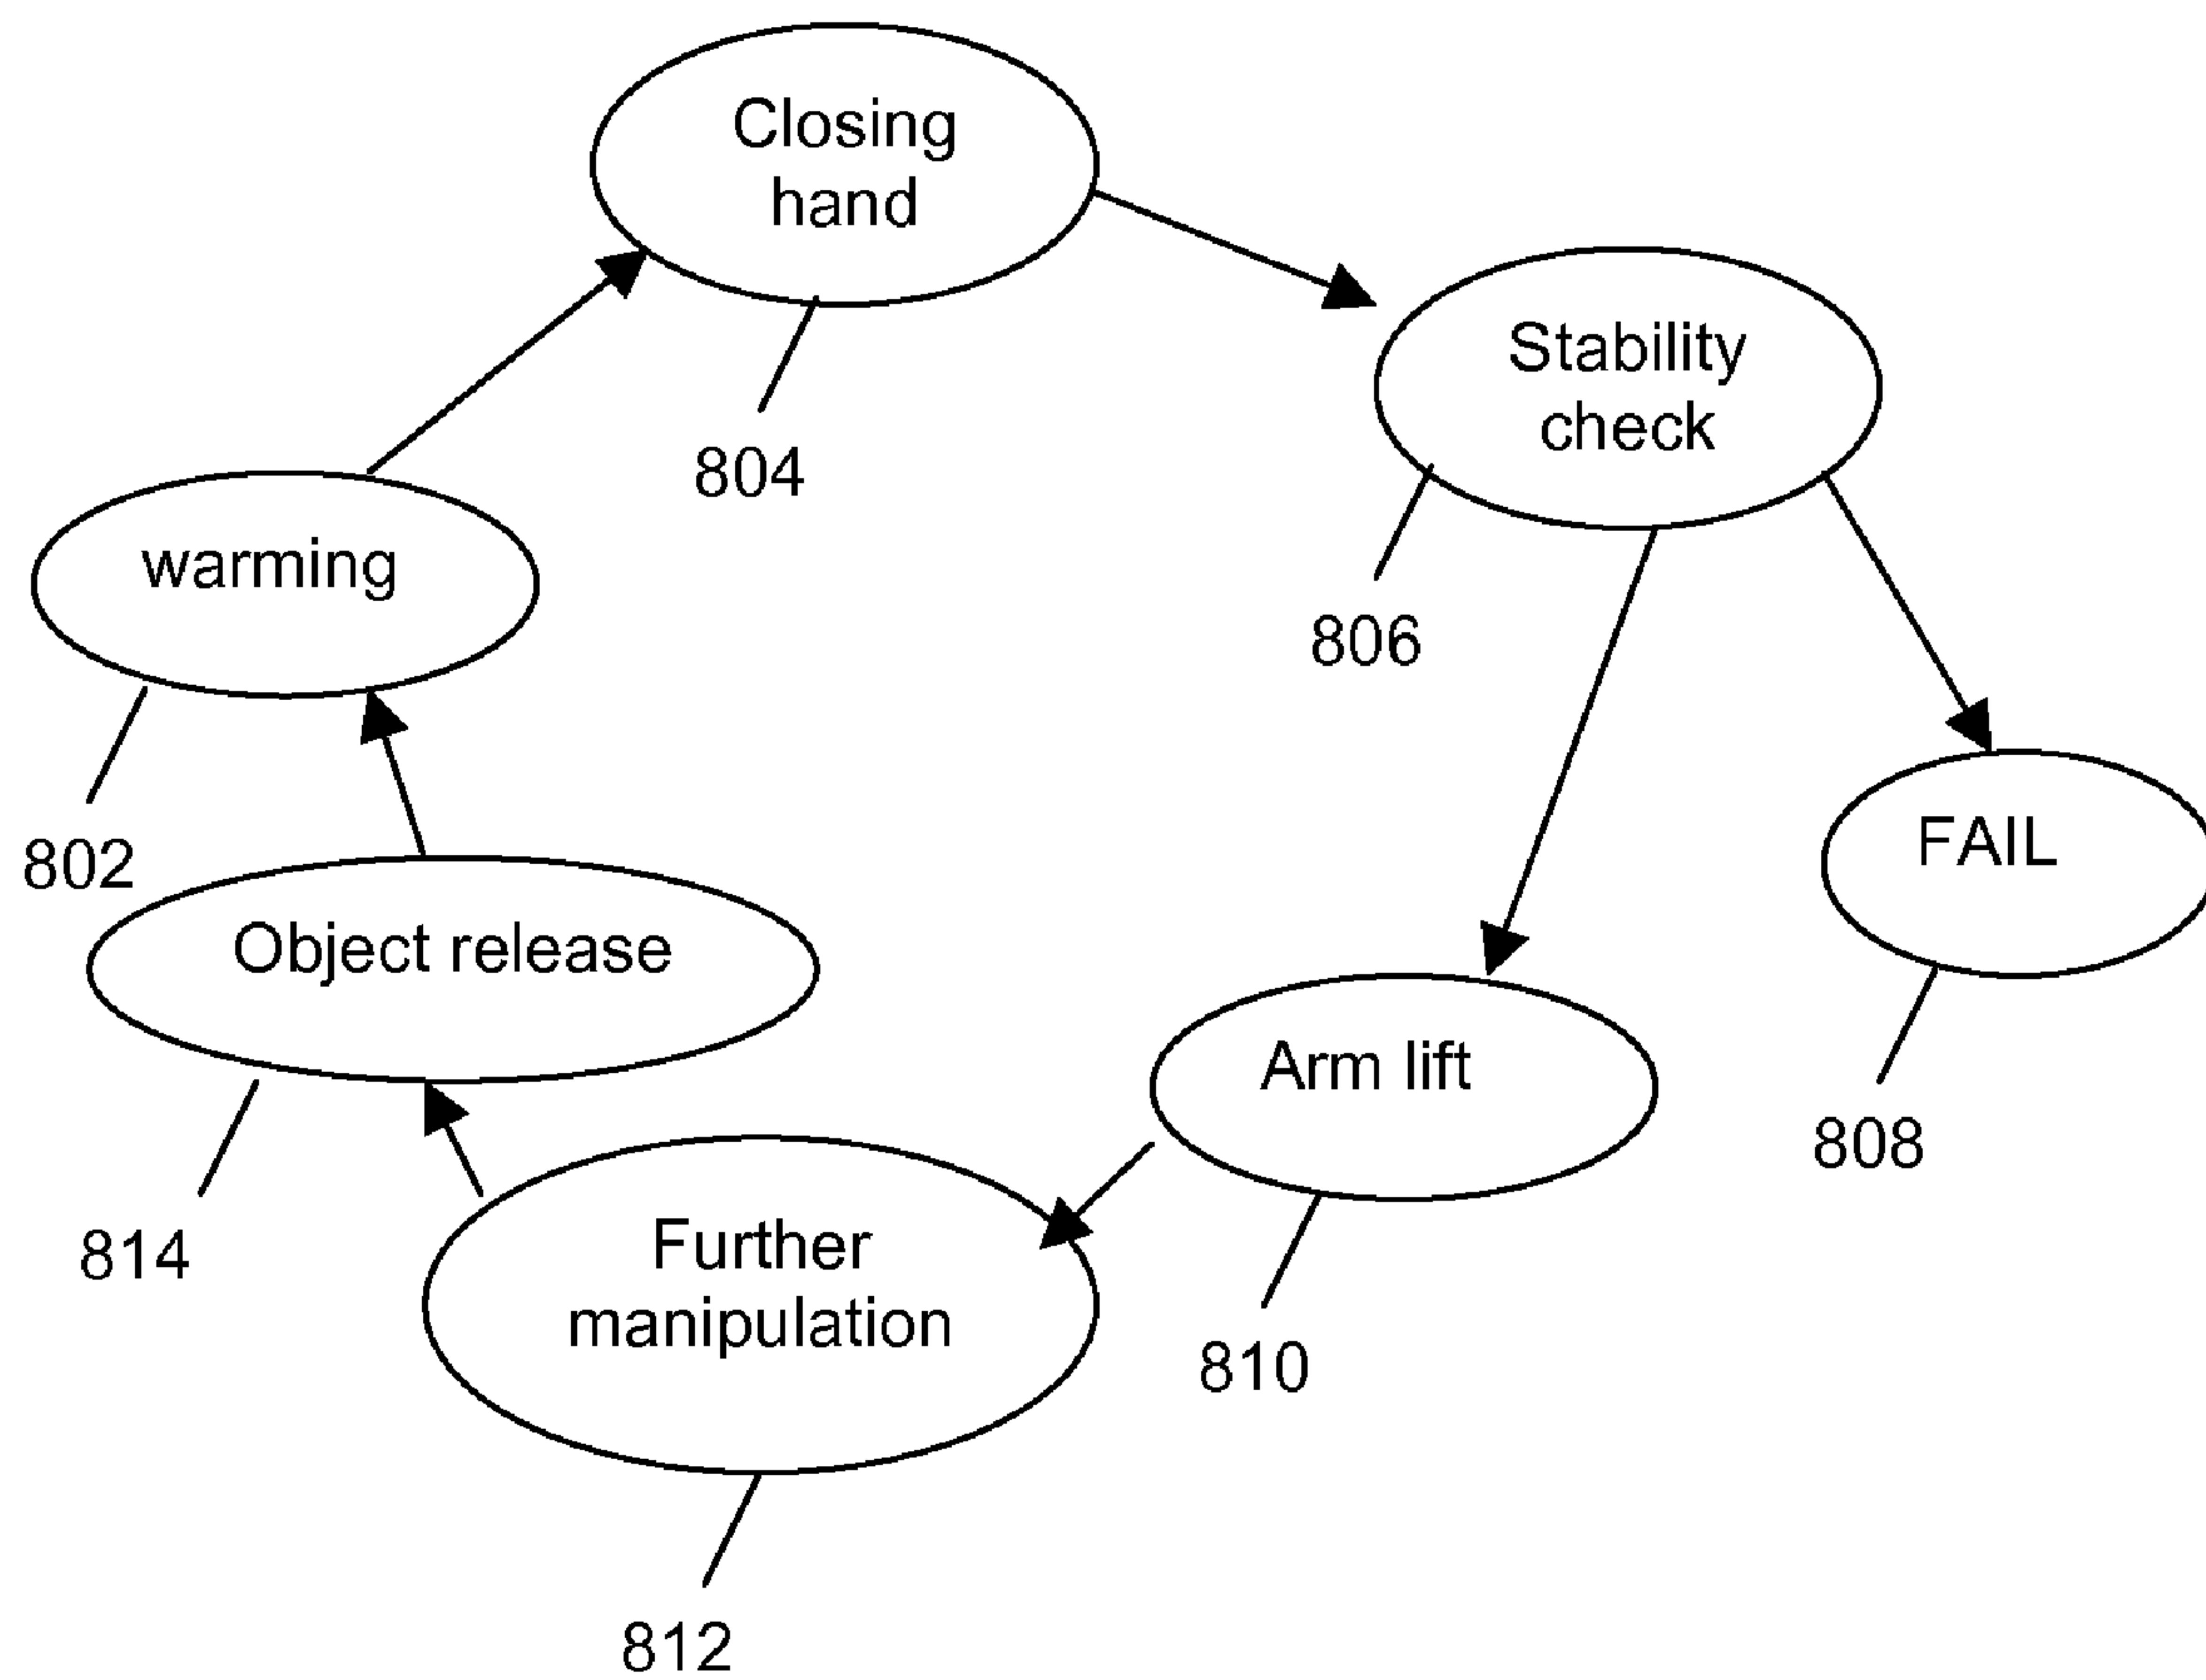 Closing
hand
804
Stability
check
806
warming
802
FAIL
808
Object release
814
Arm lift
810
Further
manipulation
812